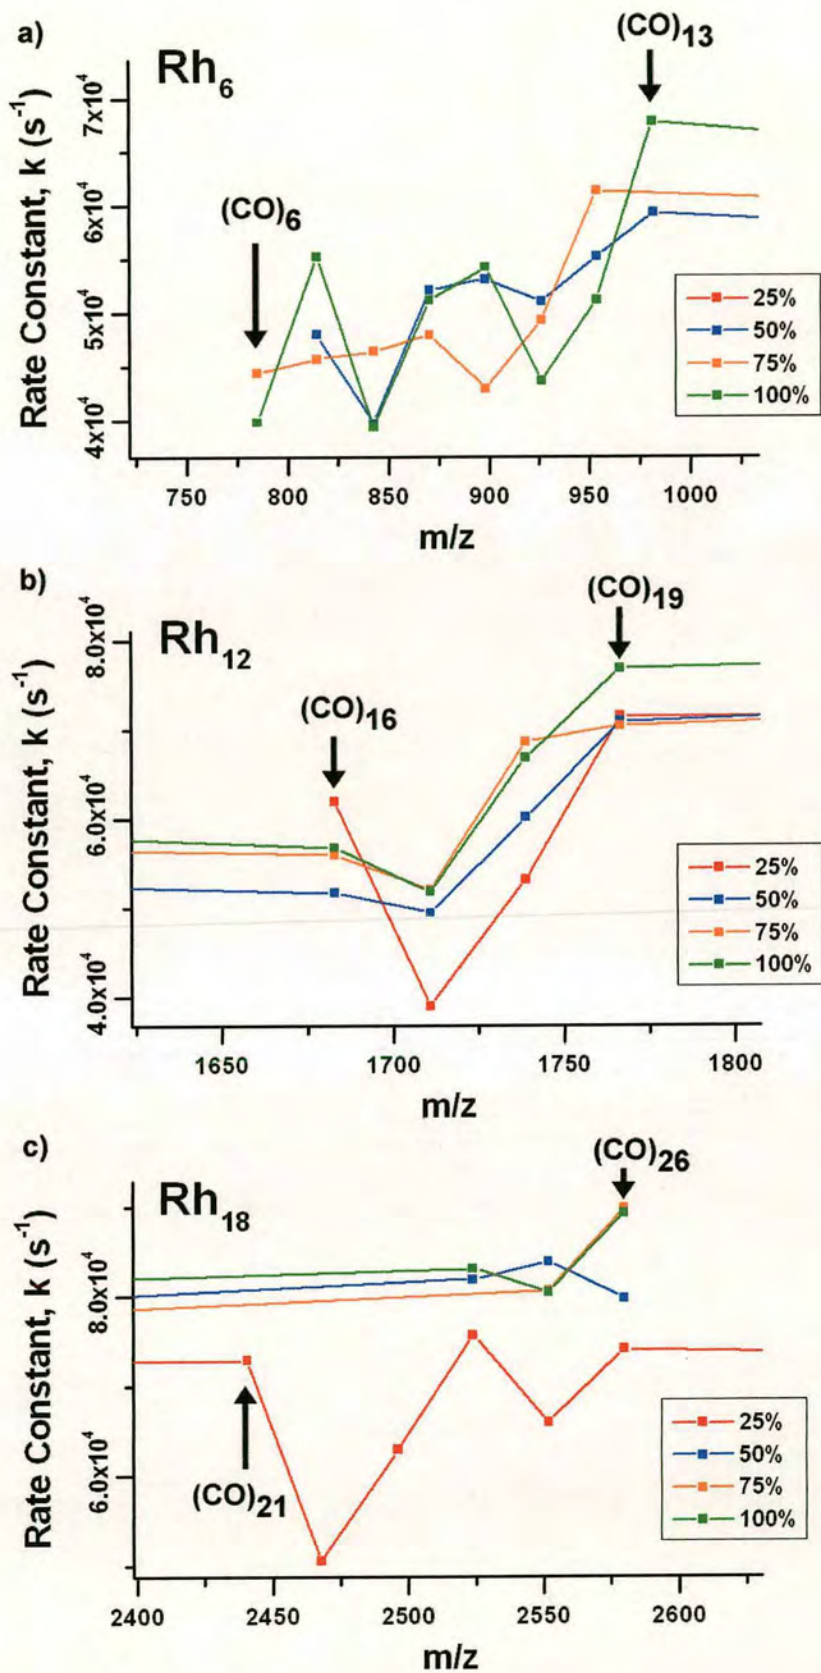 a)
Rh6
(CO)13
(CO)6
Rate Constant, k (s-1)
7x10^4
6x10^4
5x10^4
4x10^4
25%
50%
75%
100%
750 800 850 900 950 1000
m/z
b)
Rh12
(CO)19
(CO)16
Rate Constant, k (s-1)
8.0x10^4
6.0x10^4
4.0x10^4
25%
50%
75%
100%
1650 1700 1750 1800
m/z
c)
Rh18
(CO)26
(CO)21
Rate Constant, k (s-1)
8.0x10^4
6.0x10^4
25%
50%
75%
100%
2400 2450 2500 2550 2600
m/z